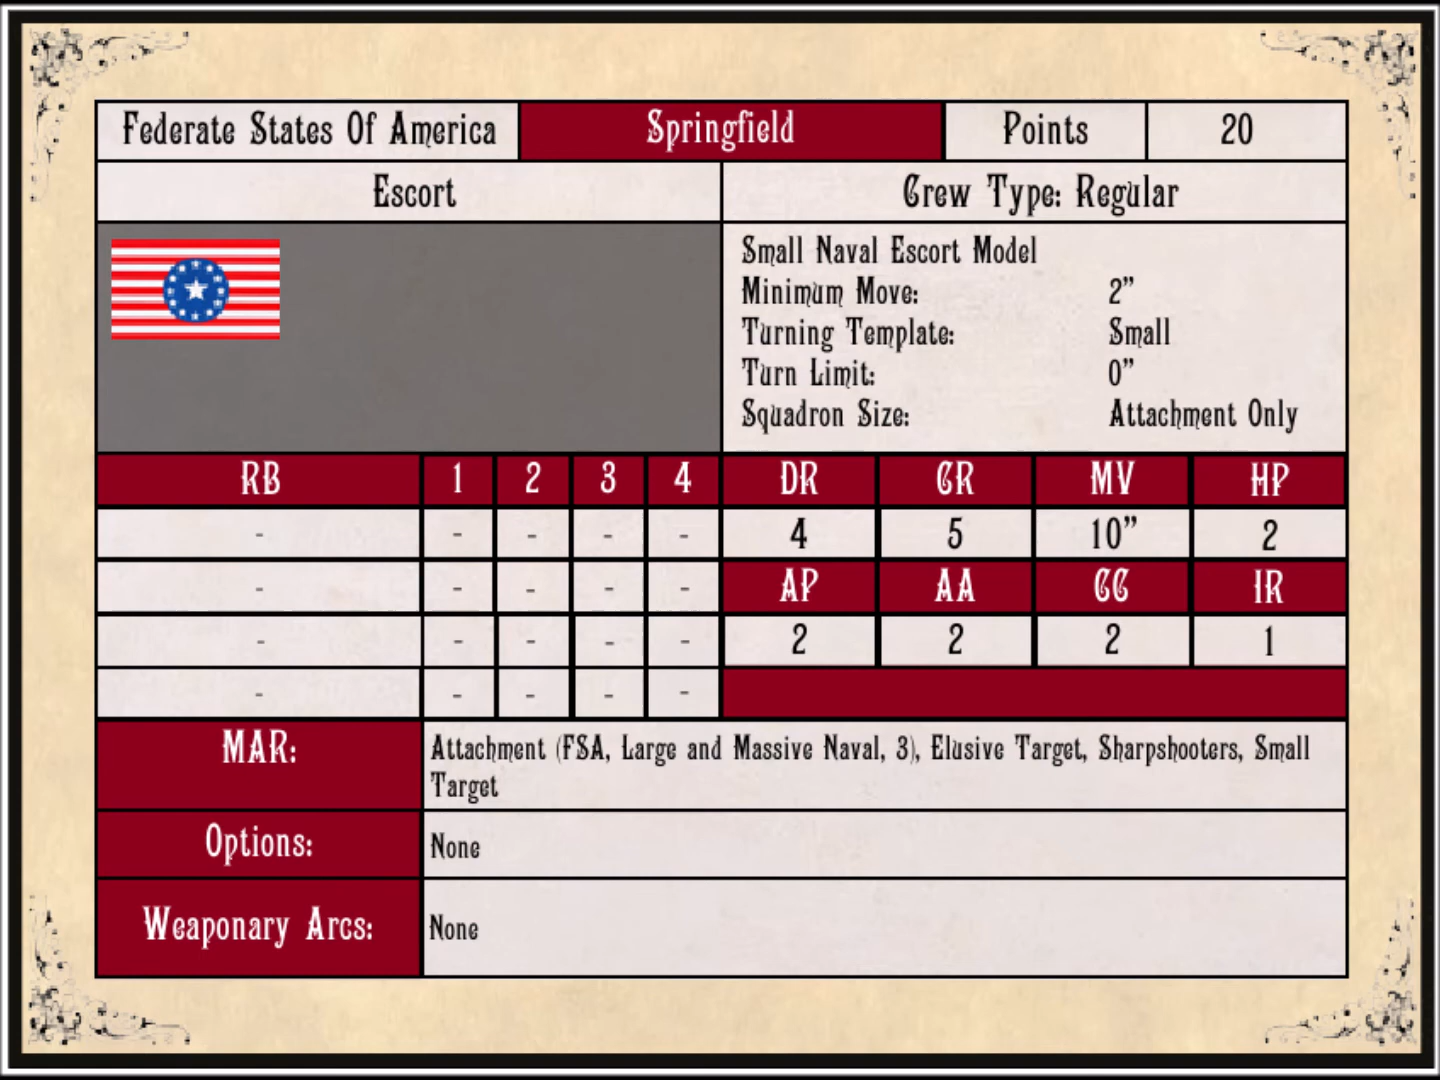 Federate States Of America Springfield Points 20
Escort Crew Type: Regular
Small Naval Escort Model
Minimum Move: 2”
Turning Template: Small
Turn Limit: 0”
Squadron Size: Attachment Only
RB 1 2 3 4 DR CR MV HP
- - - - - 4 5 10” 2
- - - - - AP AA CC IR
- - - - - 2 2 2 1
- - - - -
MAR: Attachment (FSA, Large and Massive Naval, 3), Elusive Target, Sharpshooters, Small
Target
Options: None
Weaponary Arcs: None